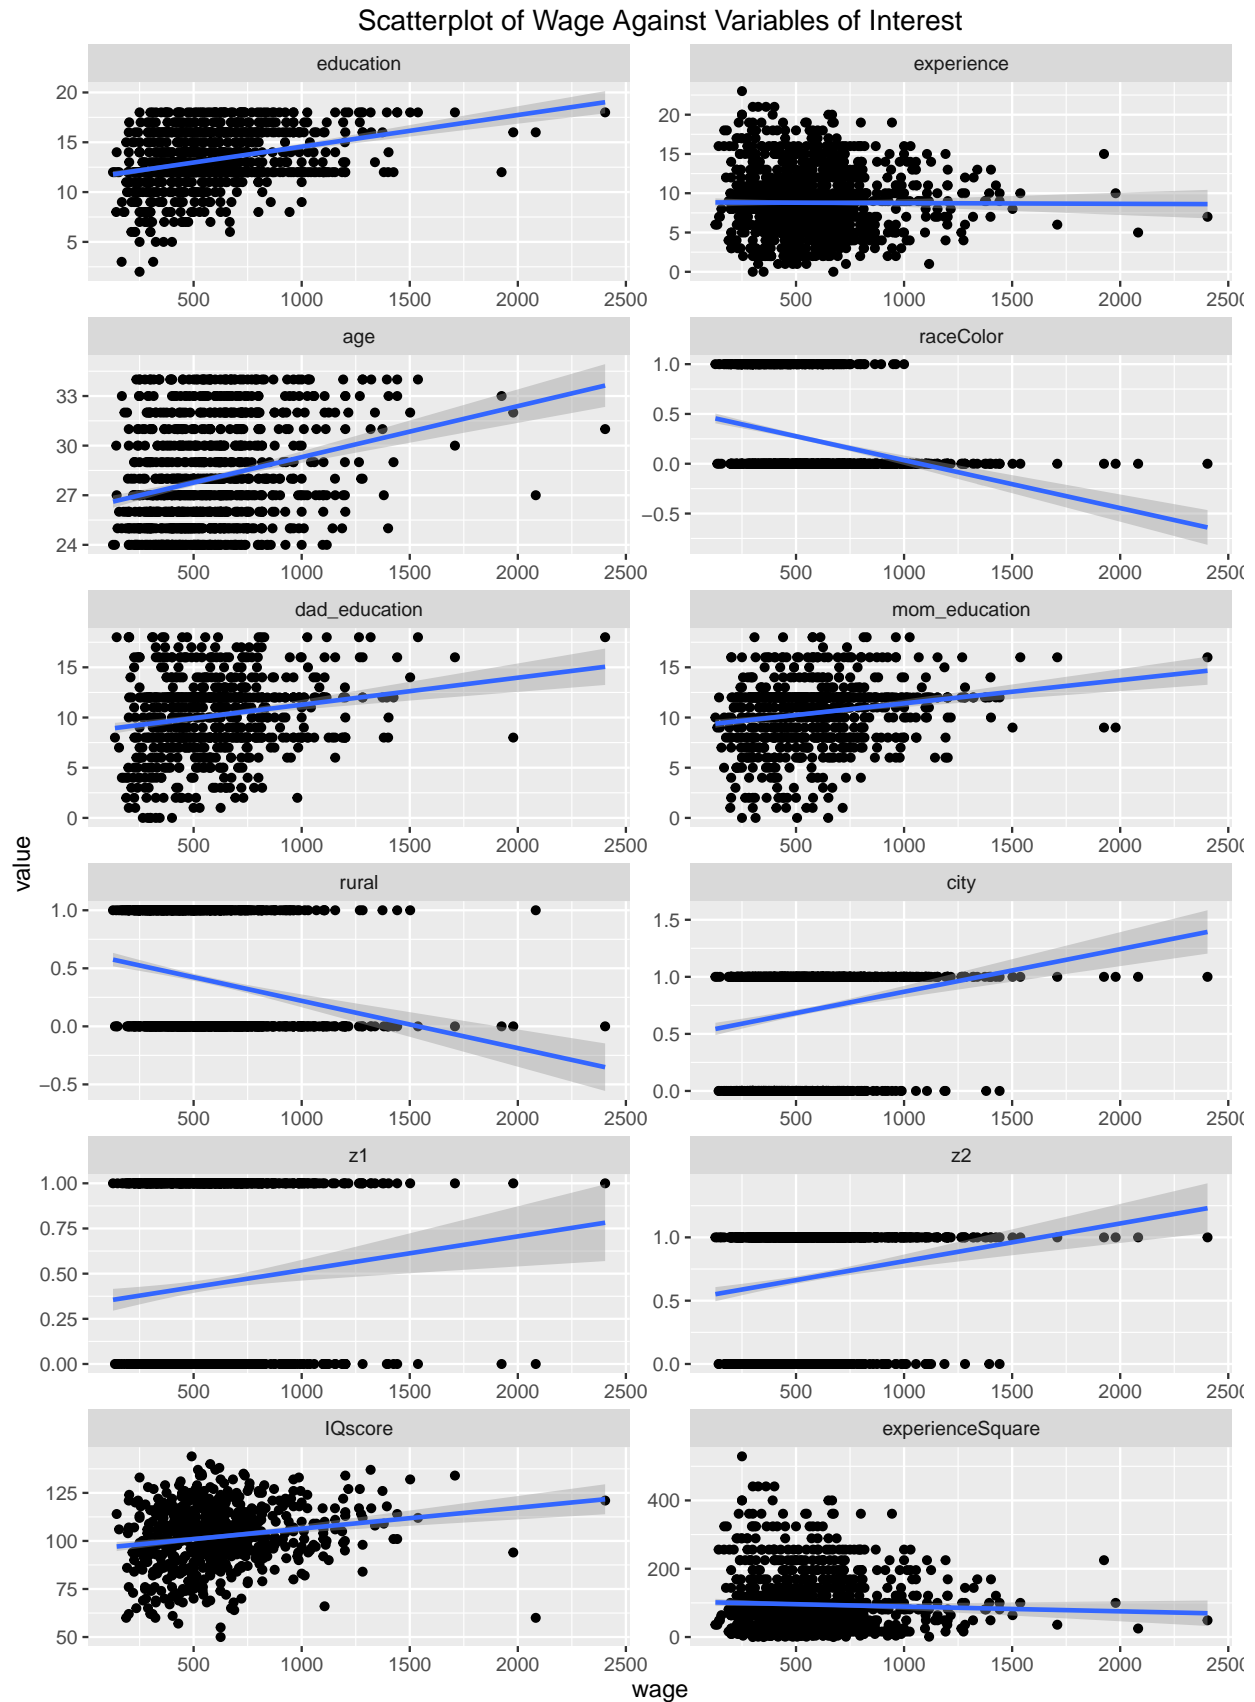 Scatterplot of Wage Against Variables of Interest
education
experience
20
15
10
5
20
15
10
5
0
500 1000 1500 2000 2500
500 1000 1500 2000 2500
age
raceColor
33
30
27
24
1.0
0.5
0.0
−0.5
500 1000 1500 2000 2500
500 1000 1500 2000 2500
dad_education
mom_education
15
10
5
0
15
10
5
0
500 1000 1500 2000 2500
500 1000 1500 2000 2500
value
rural
city
1.0
0.5
0.0
−0.5
1.5
1.0
0.5
0.0
500 1000 1500 2000 2500
500 1000 1500 2000 2500
z1
z2
1.00
0.75
0.50
0.25
0.00
1.0
0.5
0.0
500 1000 1500 2000 2500
500 1000 1500 2000 2500
IQscore
experienceSquare
125
100
75
50
400
200
0
500 1000 1500 2000 2500
500 1000 1500 2000 2500
wage